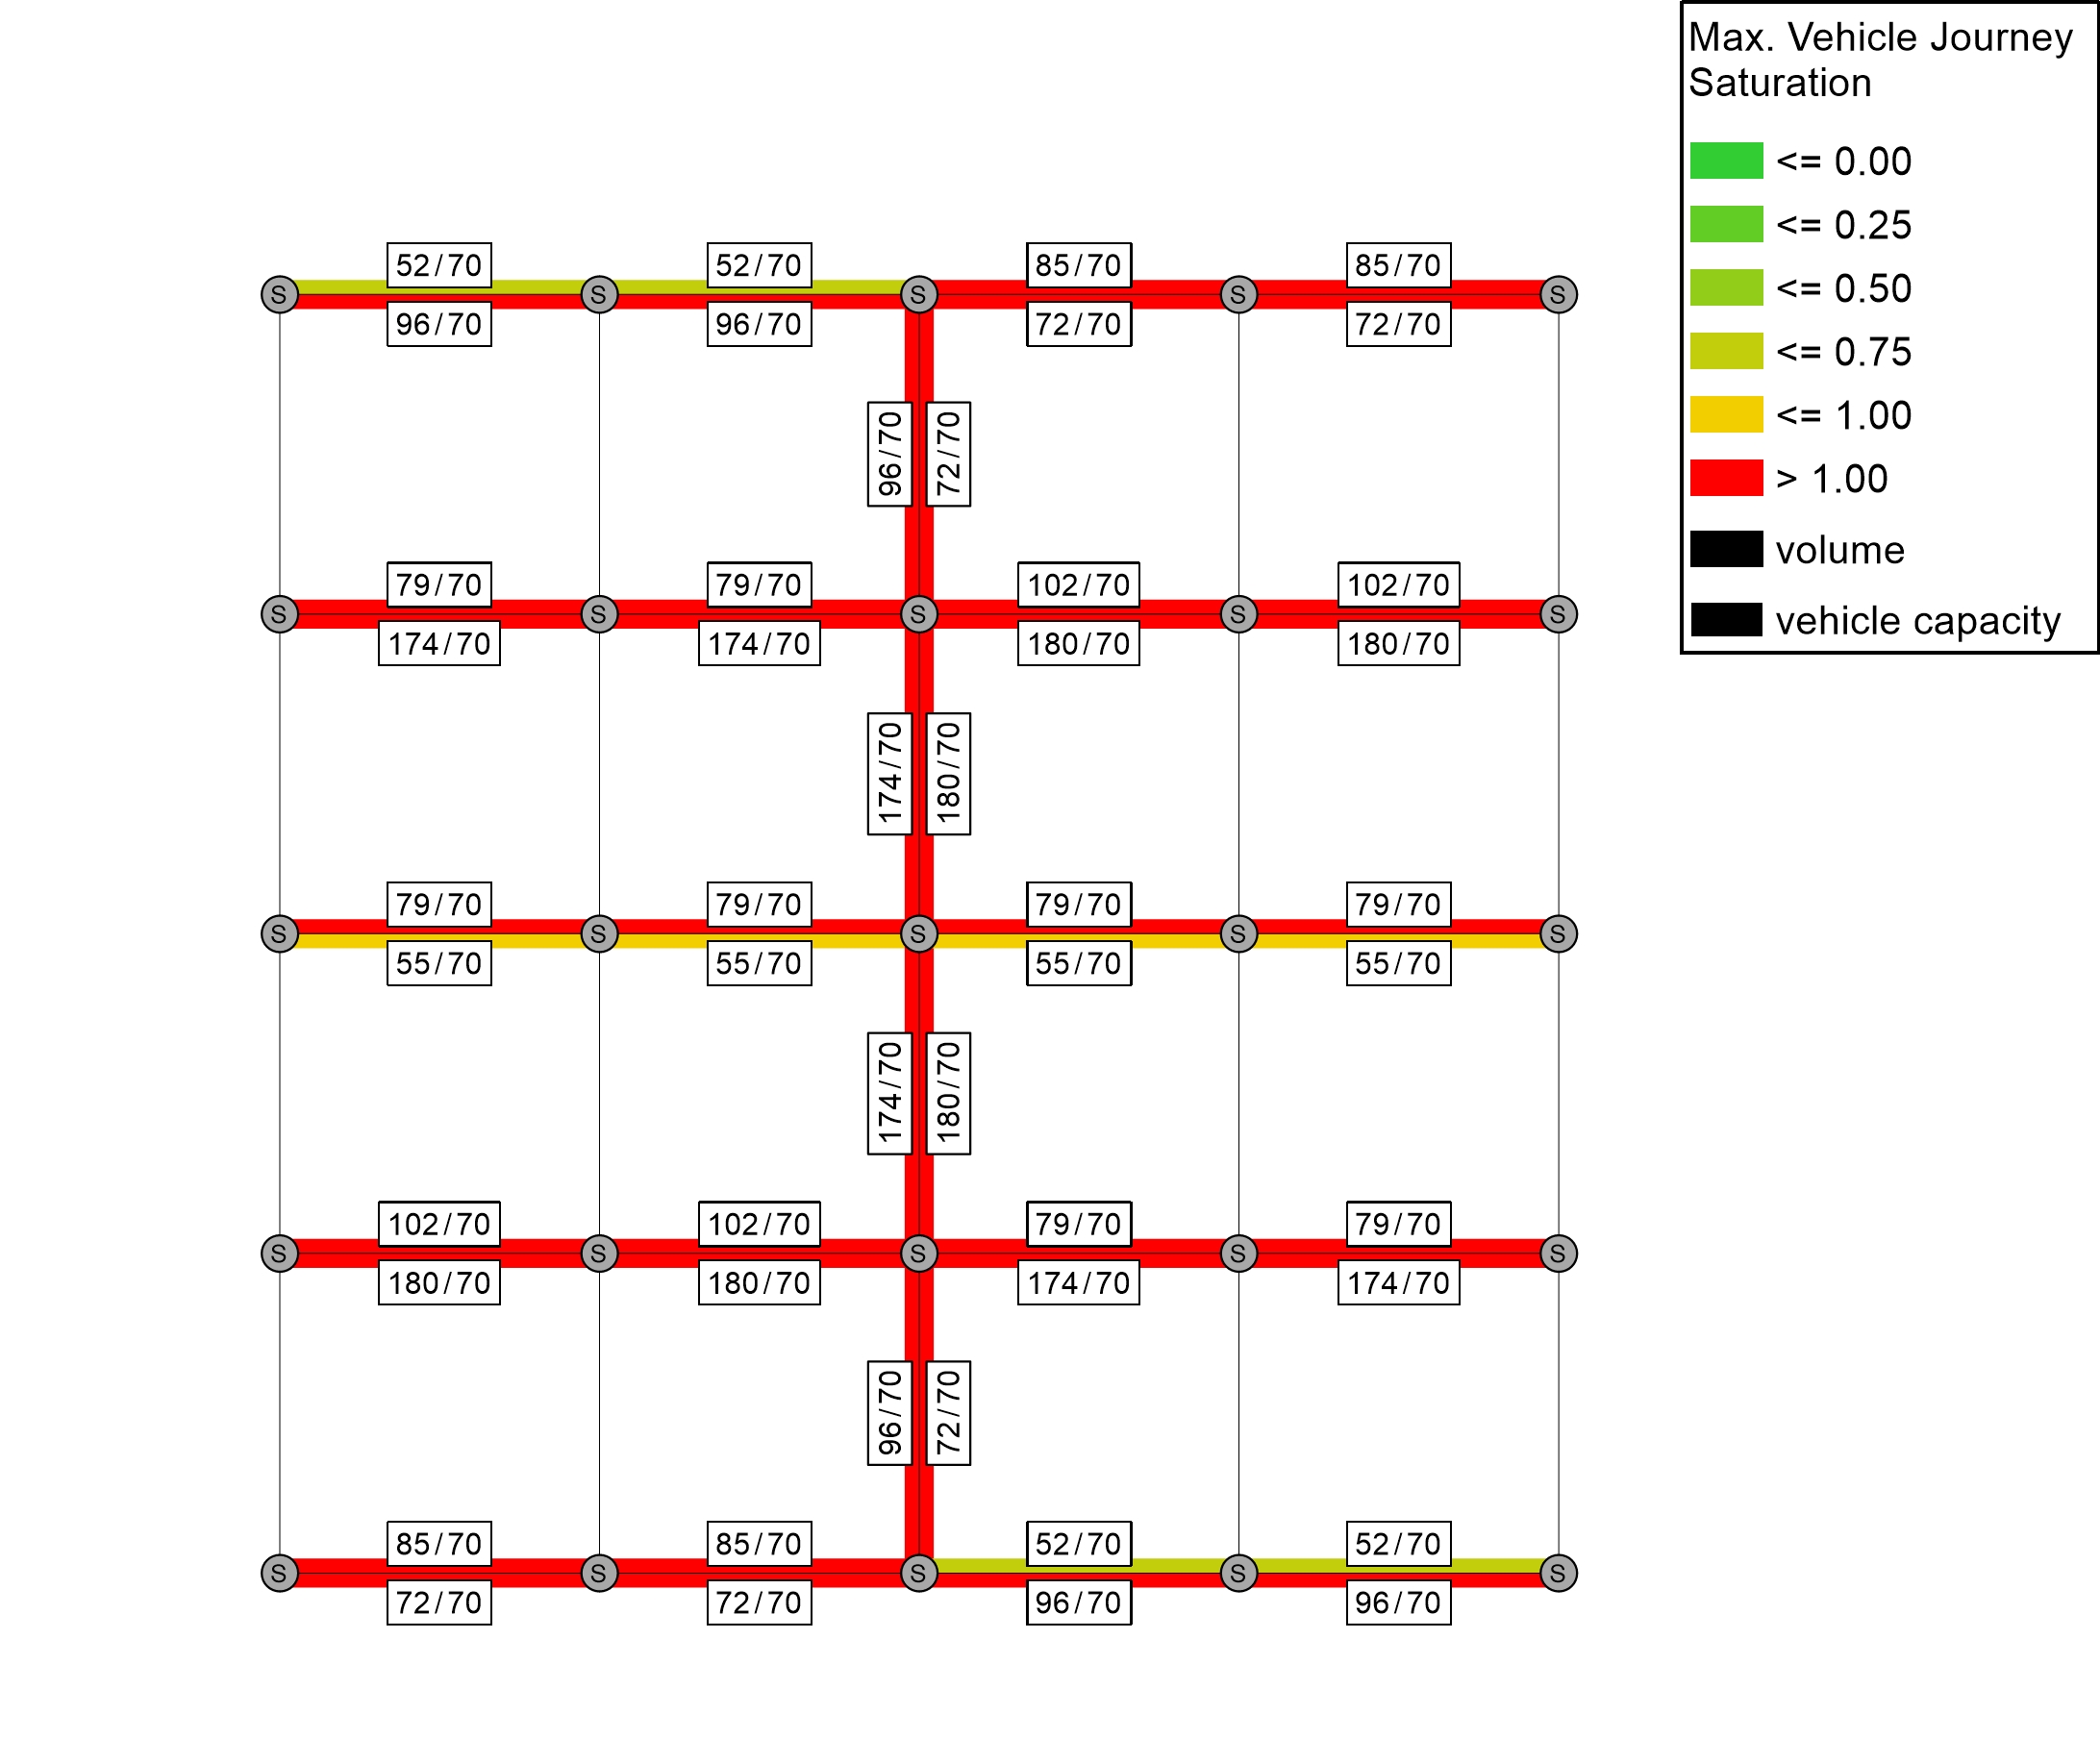 Max. Vehicle Journey
Saturation
<= 0.00
<= 0.25
<= 0.50
<= 0.75
<= 1.00
> 1.00
volume
vehicle capacity
52/70 52/70 85/70 85/70
S S S S S
96/70 96/70 72/70 72/70
96/70 72/70
79/70 79/70 102/70 102/70
S S S S S
174/70 174/70 180/70 180/70
174/70 180/70
79/70 79/70 79/70 79/70
S S S S S
55/70 55/70 55/70 55/70
174/70 180/70
102/70 102/70 79/70 79/70
S S S S S
180/70 180/70 174/70 174/70
96/70 72/70
85/70 85/70 52/70 52/70
S S S S S
72/70 72/70 96/70 96/70